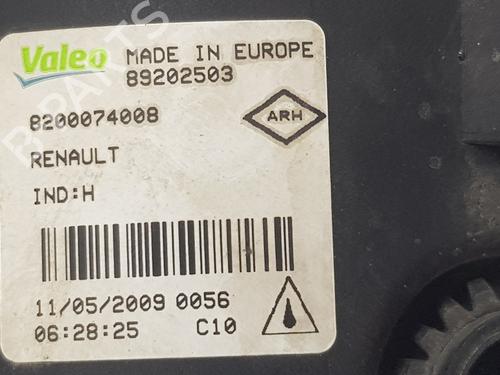 Valeo MADE IN EUROPE
89202503
8200074008
ARH
RENAULT
IND:H
11/05/2009 0056
06:28:25 C10